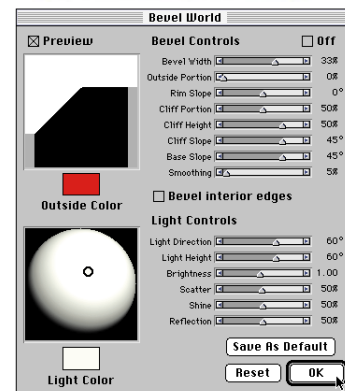 Bevel World
Preview
Bevel Controls
Off
Bevel Width 33%
Outside Portion 0%
Rim Slope 0°
Cliff Portion 50%
Cliff Height 50%
Cliff Slope 45°
Base Slope 45°
Smoothing 5%
Outside Color
Bevel interior edges
Light Controls
Light Direction 60°
Light Height 60°
Brightness 1.00
Scatter 50%
Shine 50%
Reflection 50%
Save As Default
Reset OK
Light Color